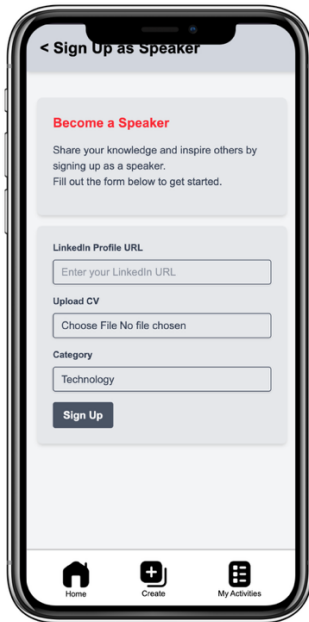 < Sign Up as Speaker
Become a Speaker
Share your knowledge and inspire others by
signing up as a speaker.
Fill out the form below to get started.
LinkedIn Profile URL
Enter your LinkedIn URL
Upload CV
Choose File No file chosen
Category
Technology
Sign Up
Home
Create
My Activities